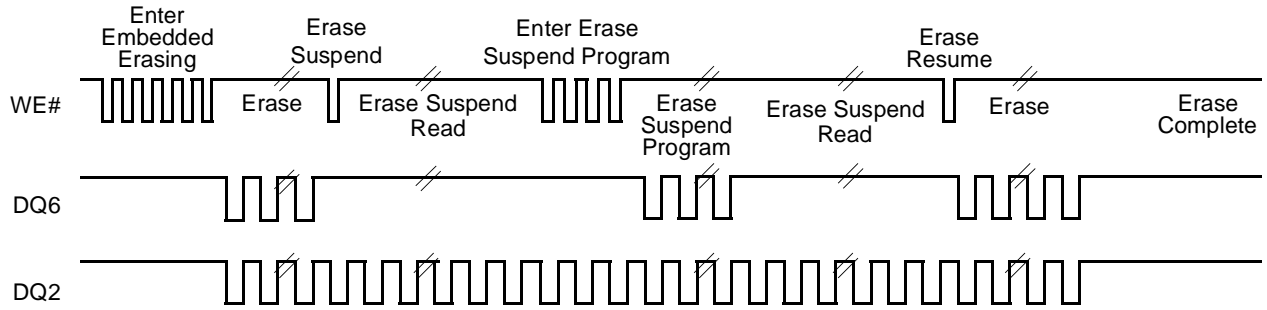 Enter
Embedded
Erasing
Erase
Suspend
Enter Erase
Suspend Program
Erase
Resume
WE#
Erase
Erase Suspend
Read
Erase
Suspend
Program
Erase Suspend
Read
Erase
Erase
Complete
DQ6
DQ2